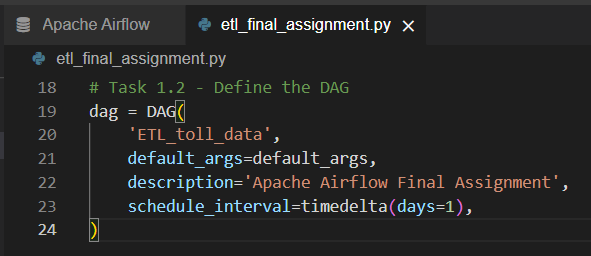 Apache Airflow
etl_final_assignment.py
etl_final_assignment.py
18 # Task 1.2 - Define the DAG
19 dag = DAG(
20     'ETL_toll_data',
21     default_args=default_args,
22     description='Apache Airflow Final Assignment',
23     schedule_interval=timedelta(days=1),
24 )